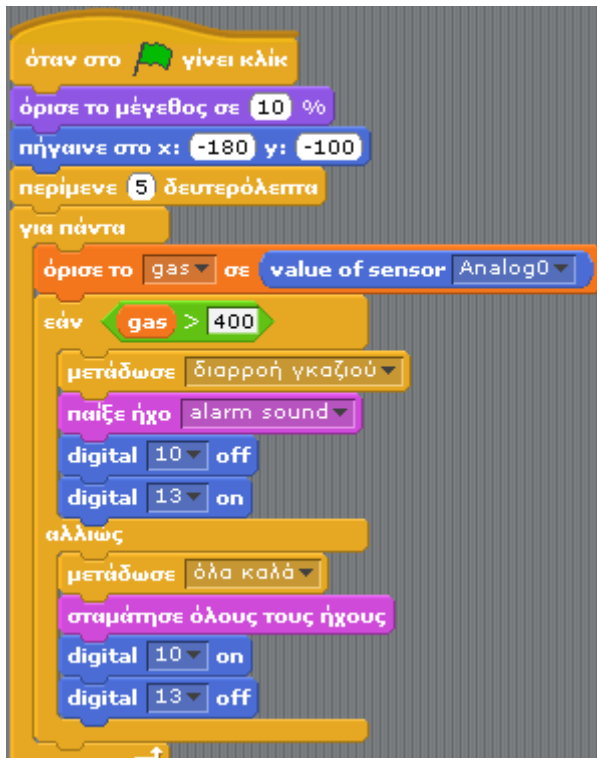 όταν στο γίνει κλίκ
όρισε το μέγεθος σε 10 %
πήγαινε στο x: -180 y: -100
περίμενε 5 δευτερόλεπτα
για πάντα
όρισε το gas σε value of sensor Analog0
εάν gas > 400
μετάδωσε διαρροή γκαζιού
παίξε ήχο alarm sound
digital 10 off
digital 13 on
αλλιώς
μετάδωσε όλα καλά
σταμάτησε όλους τους ήχους
digital 10 on
digital 13 off